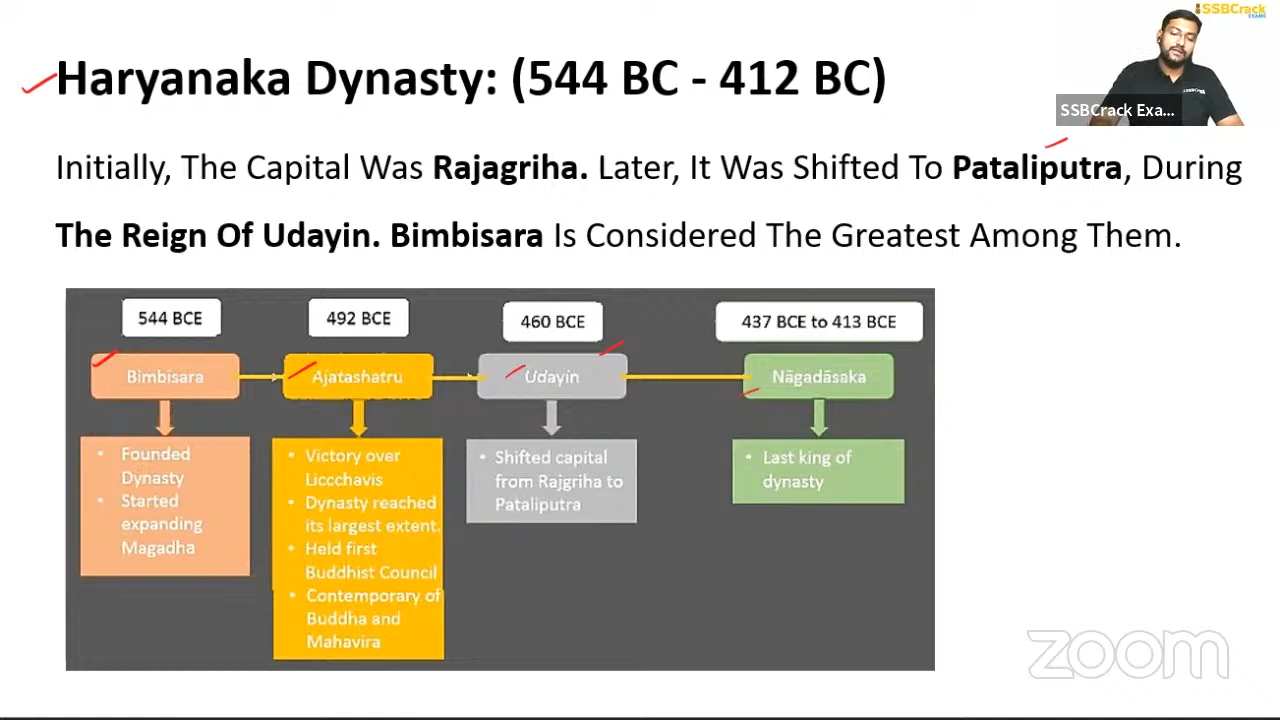 SSBCrack
EXAMS
Haryanaka Dynasty: (544 BC - 412 BC)
SSBCrack Exa...
Initially, The Capital Was Rajagriha. Later, It Was Shifted To Pataliputra, During
The Reign Of Udayin. Bimbisara Is Considered The Greatest Among Them.
544 BCE
492 BCE
460 BCE
437 BCE to 413 BCE
Bimbisara
Ajatashatru
Udayin
Nāgadāsaka
• Founded
Dynasty
• Started
expanding
Magadha
• Victory over
Liccchavis
• Dynasty reached
its largest extent.
• Held first
Buddhist Council
• Contemporary of
Buddha and
Mahavira
• Shifted capital
from Rajgriha to
Pataliputra
• Last king of
dynasty
zoom